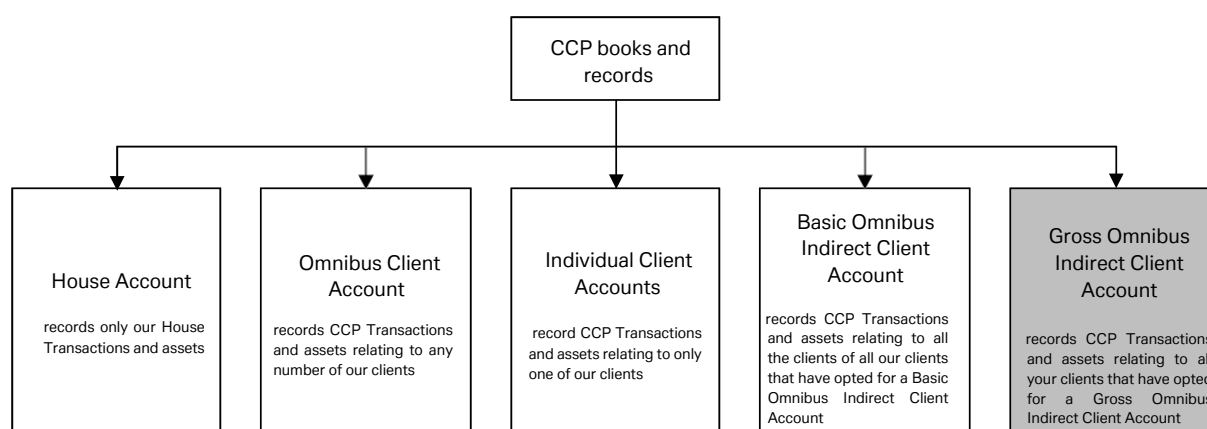 CCP books and
records
House Account
records only our House
Transactions and assets
Omnibus Client
Account
records CCP Transactions
and assets relating to any
number of our clients
Individual Client
Accounts
record CCP Transactions
and assets relating to only
one of our clients
Basic Omnibus
Indirect Client
Account
records CCP Transactions
and assets relating to all
the clients of all our clients
that have opted for a Basic
Omnibus Indirect Client
Account
Gross Omnibus
Indirect Client
Account
records CCP Transactions
and assets relating to al
your clients that have opted
for a Gross Omnibus
Indirect Client Account